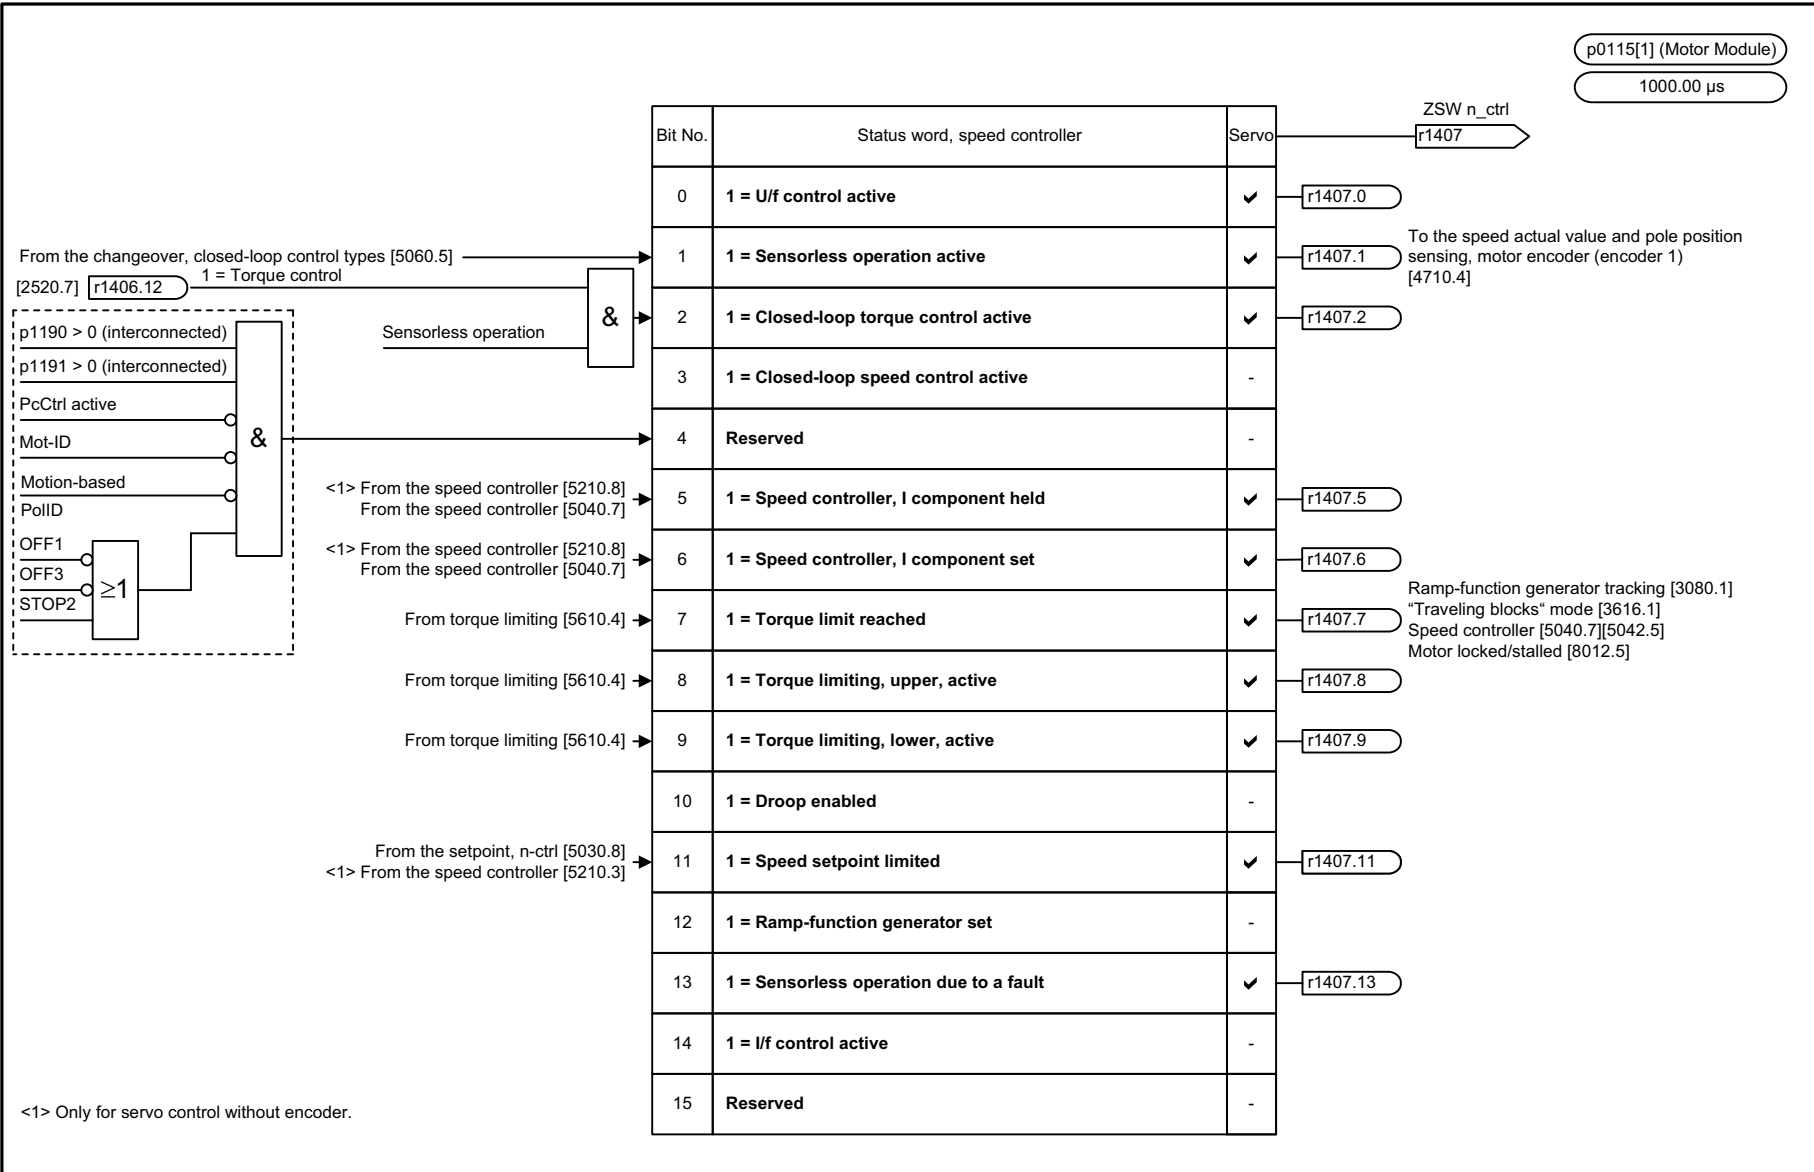 p0115[1] (Motor Module)
1000.00 µs
ZSW n_ctrl
r1407
Bit No. Status word, speed controller Servo
0 1 = U/f control active ✔ r1407.0
From the changeover, closed-loop control types [5060.5]
1 1 = Sensorless operation active ✔ r1407.1
To the speed actual value and pole position
sensing, motor encoder (encoder 1)
[4710.4]
[2520.7] r1406.12 1 = Torque control
Sensorless operation
&
2 1 = Closed-loop torque control active ✔ r1407.2
3 1 = Closed-loop speed control active -
p1190 > 0 (interconnected)
p1191 > 0 (interconnected)
PcCtrl active
Mot-ID
Motion-based
PolID
&
OFF1
OFF3
STOP2
≥1
4 Reserved -
<1> From the speed controller [5210.8]
From the speed controller [5040.7]
5 1 = Speed controller, I component held ✔ r1407.5
<1> From the speed controller [5210.8]
From the speed controller [5040.7]
6 1 = Speed controller, I component set ✔ r1407.6
From torque limiting [5610.4] 7 1 = Torque limit reached ✔ r1407.7
Ramp-function generator tracking [3080.1]
“Traveling blocks“ mode [3616.1]
Speed controller [5040.7][5042.5]
Motor locked/stalled [8012.5]
From torque limiting [5610.4] 8 1 = Torque limiting, upper, active ✔ r1407.8
From torque limiting [5610.4] 9 1 = Torque limiting, lower, active ✔ r1407.9
10 1 = Droop enabled -
From the setpoint, n-ctrl [5030.8]
<1> From the speed controller [5210.3]
11 1 = Speed setpoint limited ✔ r1407.11
12 1 = Ramp-function generator set -
13 1 = Sensorless operation due to a fault ✔ r1407.13
14 1 = I/f control active -
15 Reserved -
<1> Only for servo control without encoder.